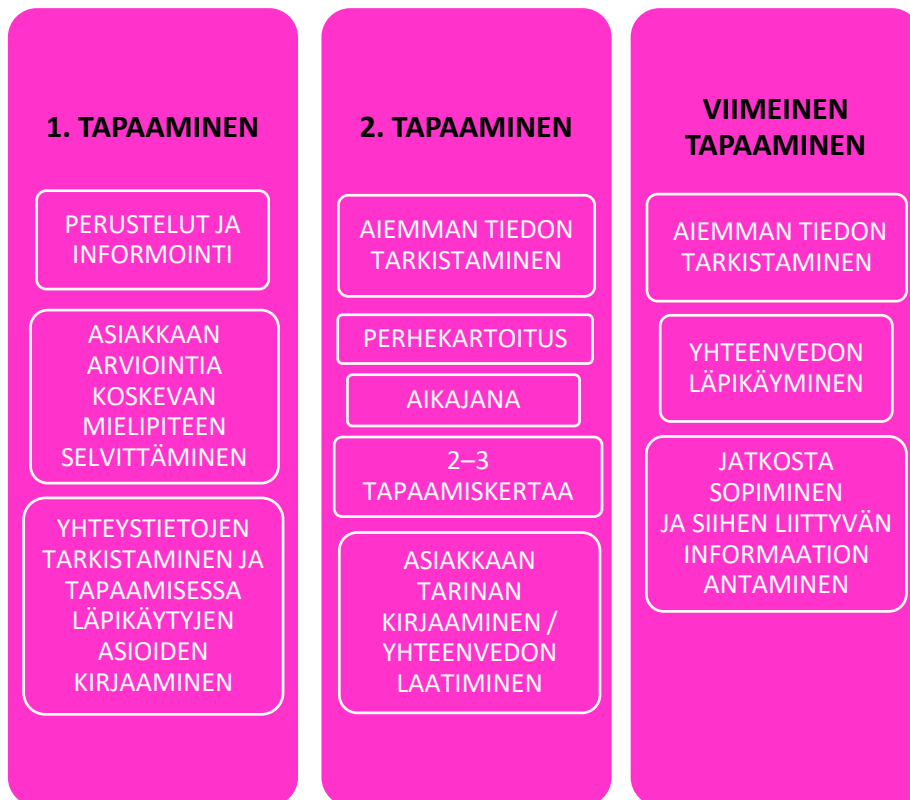 1. TAPAAMINEN
PERUSTELUT JA
INFORMOINTI
ASIAKKAAN
ARVIOINTIA
KOSKEVAN
MIELIPITEEN
SELVITTÄMINEN
YHTEYSTIETOJEN
TARKISTAMINEN JA
TAPAAMISESSA
LÄPIKÄYTYJEN
ASIOIDEN
KIRJAAMINEN
2. TAPAAMINEN
AIEMMAN TIEDON
TARKISTAMINEN
PERHEKARTOITUS
AIKAJANA
2–3
TAPAAMISKERTAA
ASIAKKAAN
TARINAN
KIRJAAMINEN /
YHTEENVEDON
LAATIMINEN
VIIMEINEN
TAPAAMINEN
AIEMMAN TIEDON
TARKISTAMINEN
YHTEENVEDON
LÄPIKÄYMINEN
JATKOSTA
SOPIMINEN
JA SIIHEN LIITTYVÄN
INFORMAATION
ANTAMINEN